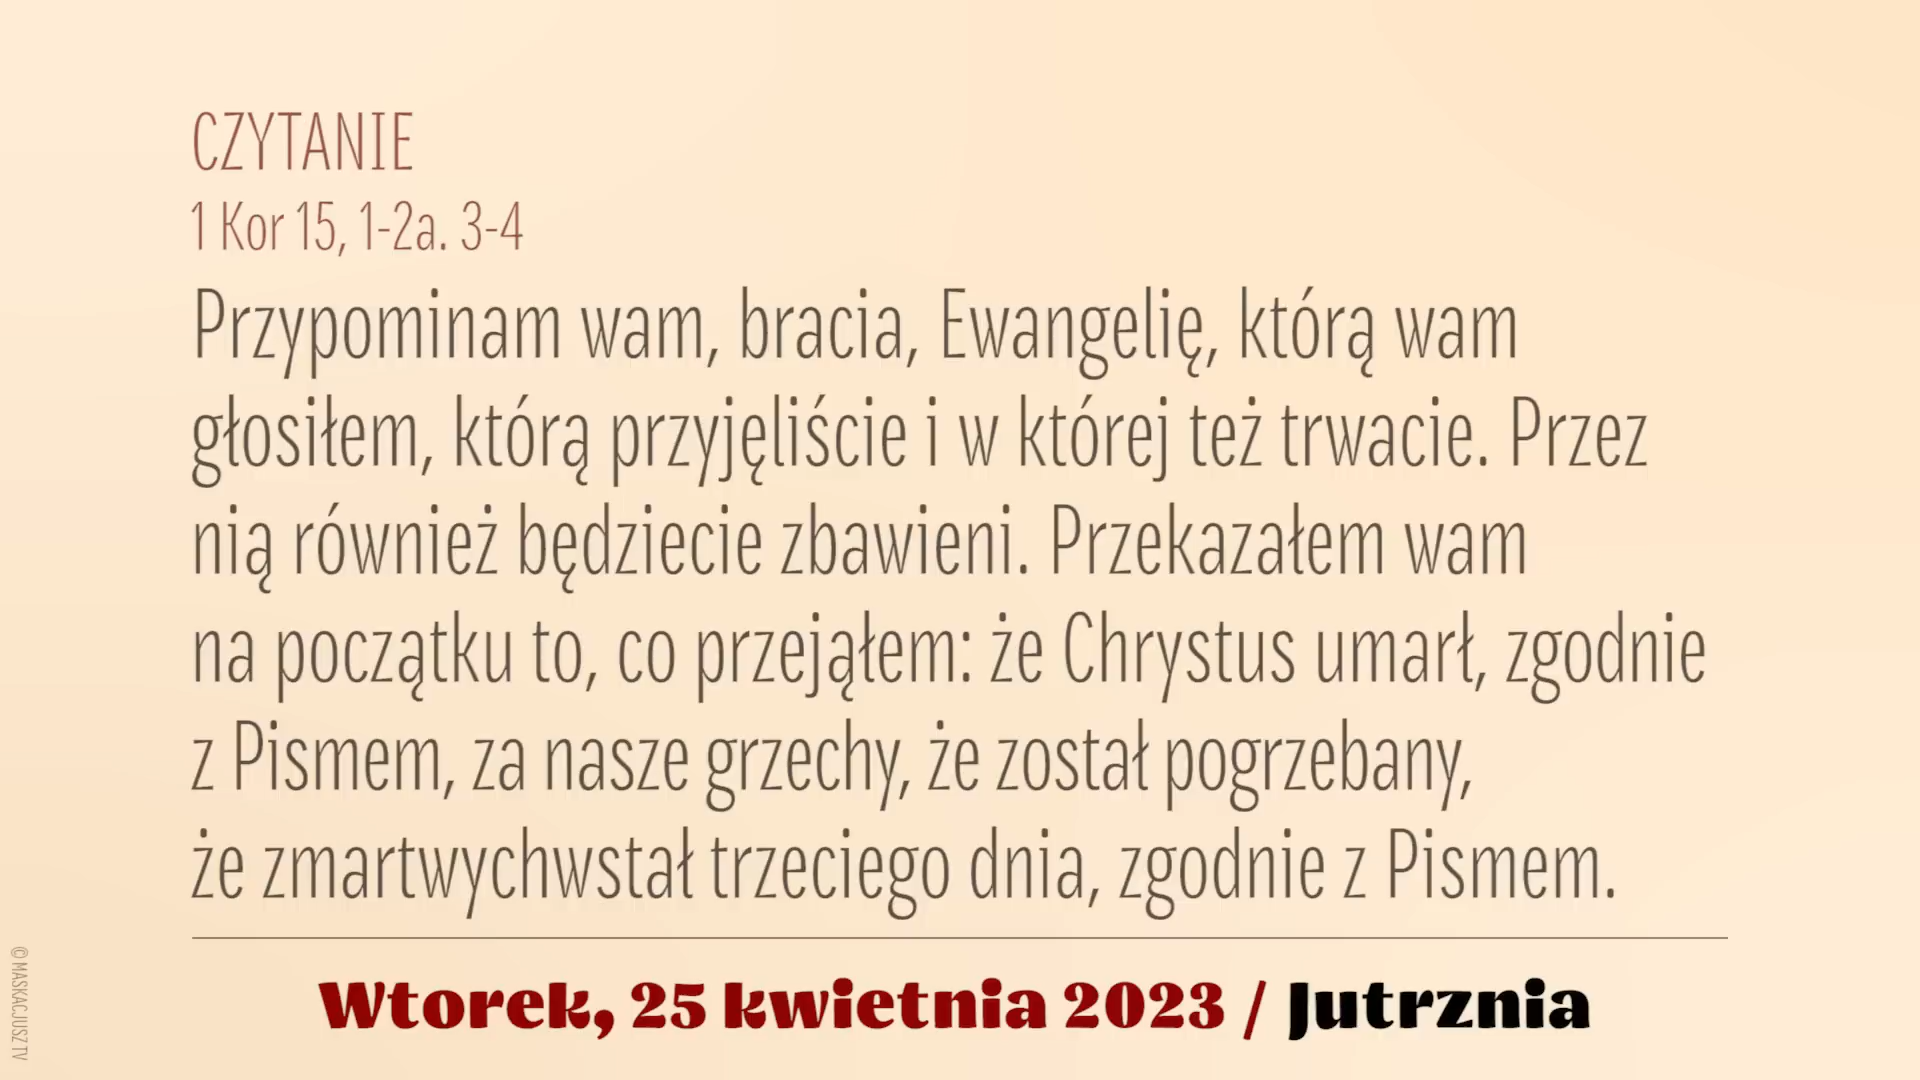 CZYTANIE
1 Kor 15, 1-2a. 3-4
Przypominam wam, bracia, Ewangelię, którą wam
głosiłem, którą przyjęliście i w której też trwacie. Przez
nią również będziecie zbawieni. Przekazałem wam
na początku to, co przejąłem: że Chrystus umarł, zgodnie
z Pismem, za nasze grzechy, że został pogrzebany,
że zmartwychwstał trzeciego dnia, zgodnie z Pismem.
Wtorek, 25 kwietnia 2023 / Jutrznia
© MASKACJUSZ TV